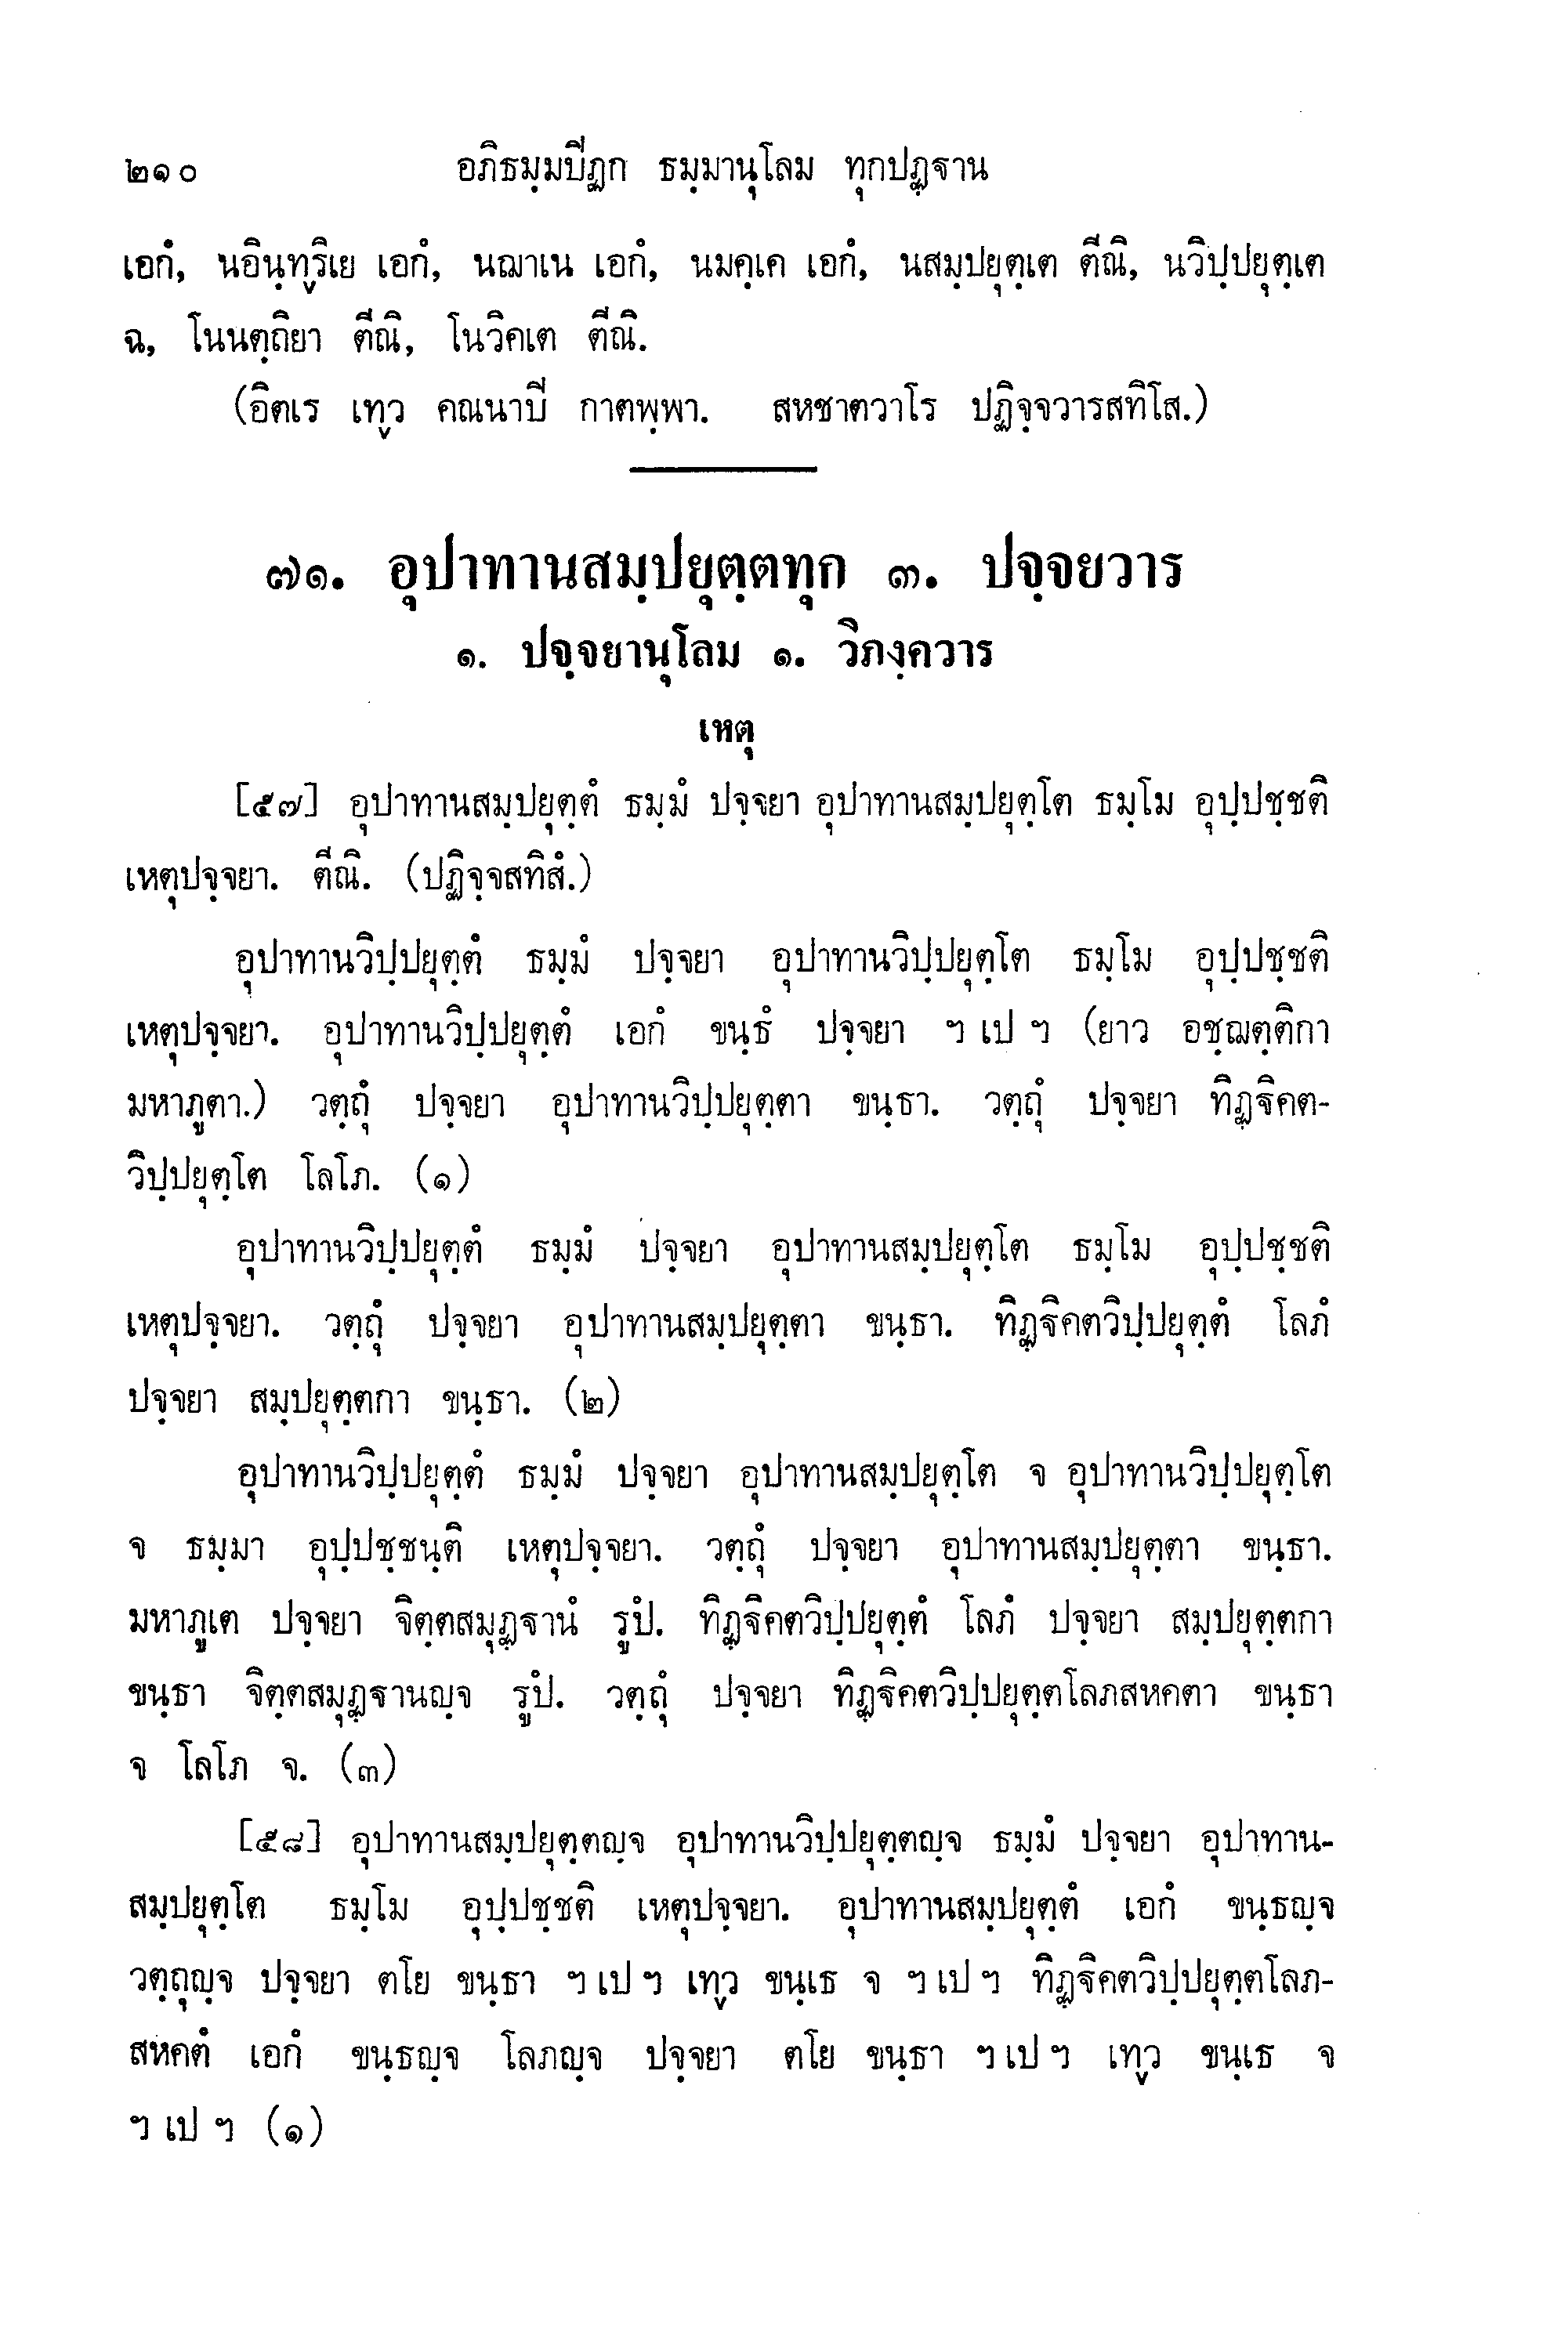 ๒๑๐ อภิธมฺมปิฏก ธมฺมานุโลม ทุกปฏฺฐาน
เอกํ, นอินฺทฺริเย เอกํ, นฌาเน เอกํ, นมคฺเค เอกํ, นสมฺปยุตฺเต ตีณิ, นวิปฺปยุตฺเต
ฉ, โนนตฺถิยา ตีณิ, โนวิคเต ตีณิ.
(อิตเร เทฺว คณนาปิ กาตพฺพา. สหชาตวาโร ปฏิจฺจวารสทิโส.)
๗๑. อุปาทานสมฺปยุตฺตทุก ๓. ปจฺจยวาร
๑. ปจฺจยานุโลม ๑. วิภงฺควาร
เหตุ
[๕๗] อุปาทานสมฺปยุตฺตํ ธมฺมํ ปจฺจยา อุปาทานสมฺปยุตฺโต ธมฺโม อุปฺปชฺชติ
เหตุปจฺจยา. ตีณิ. (ปฏิจฺจสทิสํ.)
อุปาทานวิปฺปยุตฺตํ ธมฺมํ ปจฺจยา อุปาทานวิปฺปยุตฺโต ธมฺโม อุปฺปชฺชติ
เหตุปจฺจยา. อุปาทานวิปฺปยุตฺตํ เอกํ ขนฺธํ ปจฺจยา ฯ เป ฯ (ยาว อชฺฌตฺติกา
มหาภูตา.) วตฺถุํ ปจฺจยา อุปาทานวิปฺปยุตฺตา ขนฺธา. วตฺถุํ ปจฺจยา ทิฏฺฐิคต-
วิปฺปยุตฺโต โลโภ. (๑)
อุปาทานวิปฺปยุตฺตํ ธมฺมํ ปจฺจยา อุปาทานสมฺปยุตฺโต ธมฺโม อุปฺปชฺชติ
เหตุปจฺจยา. วตฺถุํ ปจฺจยา อุปาทานสมฺปยุตฺตา ขนฺธา. ทิฏฺฐิคตวิปฺปยุตฺตํ โลภํ
ปจฺจยา สมฺปยุตฺตกา ขนฺธา. (๒)
อุปาทานวิปฺปยุตฺตํ ธมฺมํ ปจฺจยา อุปาทานสมฺปยุตฺโต จ อุปาทานวิปฺปยุตฺโต
จ ธมฺมา อุปฺปชฺชนฺติ เหตุปจฺจยา. วตฺถุํ ปจฺจยา อุปาทานสมฺปยุตฺตา ขนฺธา.
มหาภูเต ปจฺจยา จิตฺตสมุฏฺฐานํ รูปํ. ทิฏฺฐิคตวิปฺปยุตฺตํ โลภํ ปจฺจยา สมฺปยุตฺตกา
ขนฺธา จิตฺตสมุฏฺฐานญฺจ รูปํ. วตฺถุํ ปจฺจยา ทิฏฺฐิคตวิปฺปยุตฺตโลภสหคตา ขนฺธา
จ โลโภ จ. (๓)
[๕๘] อุปาทานสมฺปยุตฺตญฺจ อุปาทานวิปฺปยุตฺตญฺจ ธมฺมํ ปจฺจยา อุปาทาน-
สมฺปยุตฺโต ธมฺโม อุปฺปชฺชติ เหตุปจฺจยา. อุปาทานสมฺปยุตฺตํ เอกํ ขนฺธญฺจ
วตฺถุญฺจ ปจฺจยา ตโย ขนฺธา ฯ เป ฯ เทฺว ขนฺเธ จ ฯ เป ฯ ทิฏฺฐิคตวิปฺปยุตฺตโลภ-
สหคตํ เอกํ ขนฺธญฺจ โลภญฺจ ปจฺจยา ตโย ขนฺธา ฯ เป ฯ เทฺว ขนฺเธ จ
ฯ เป ฯ (๑)